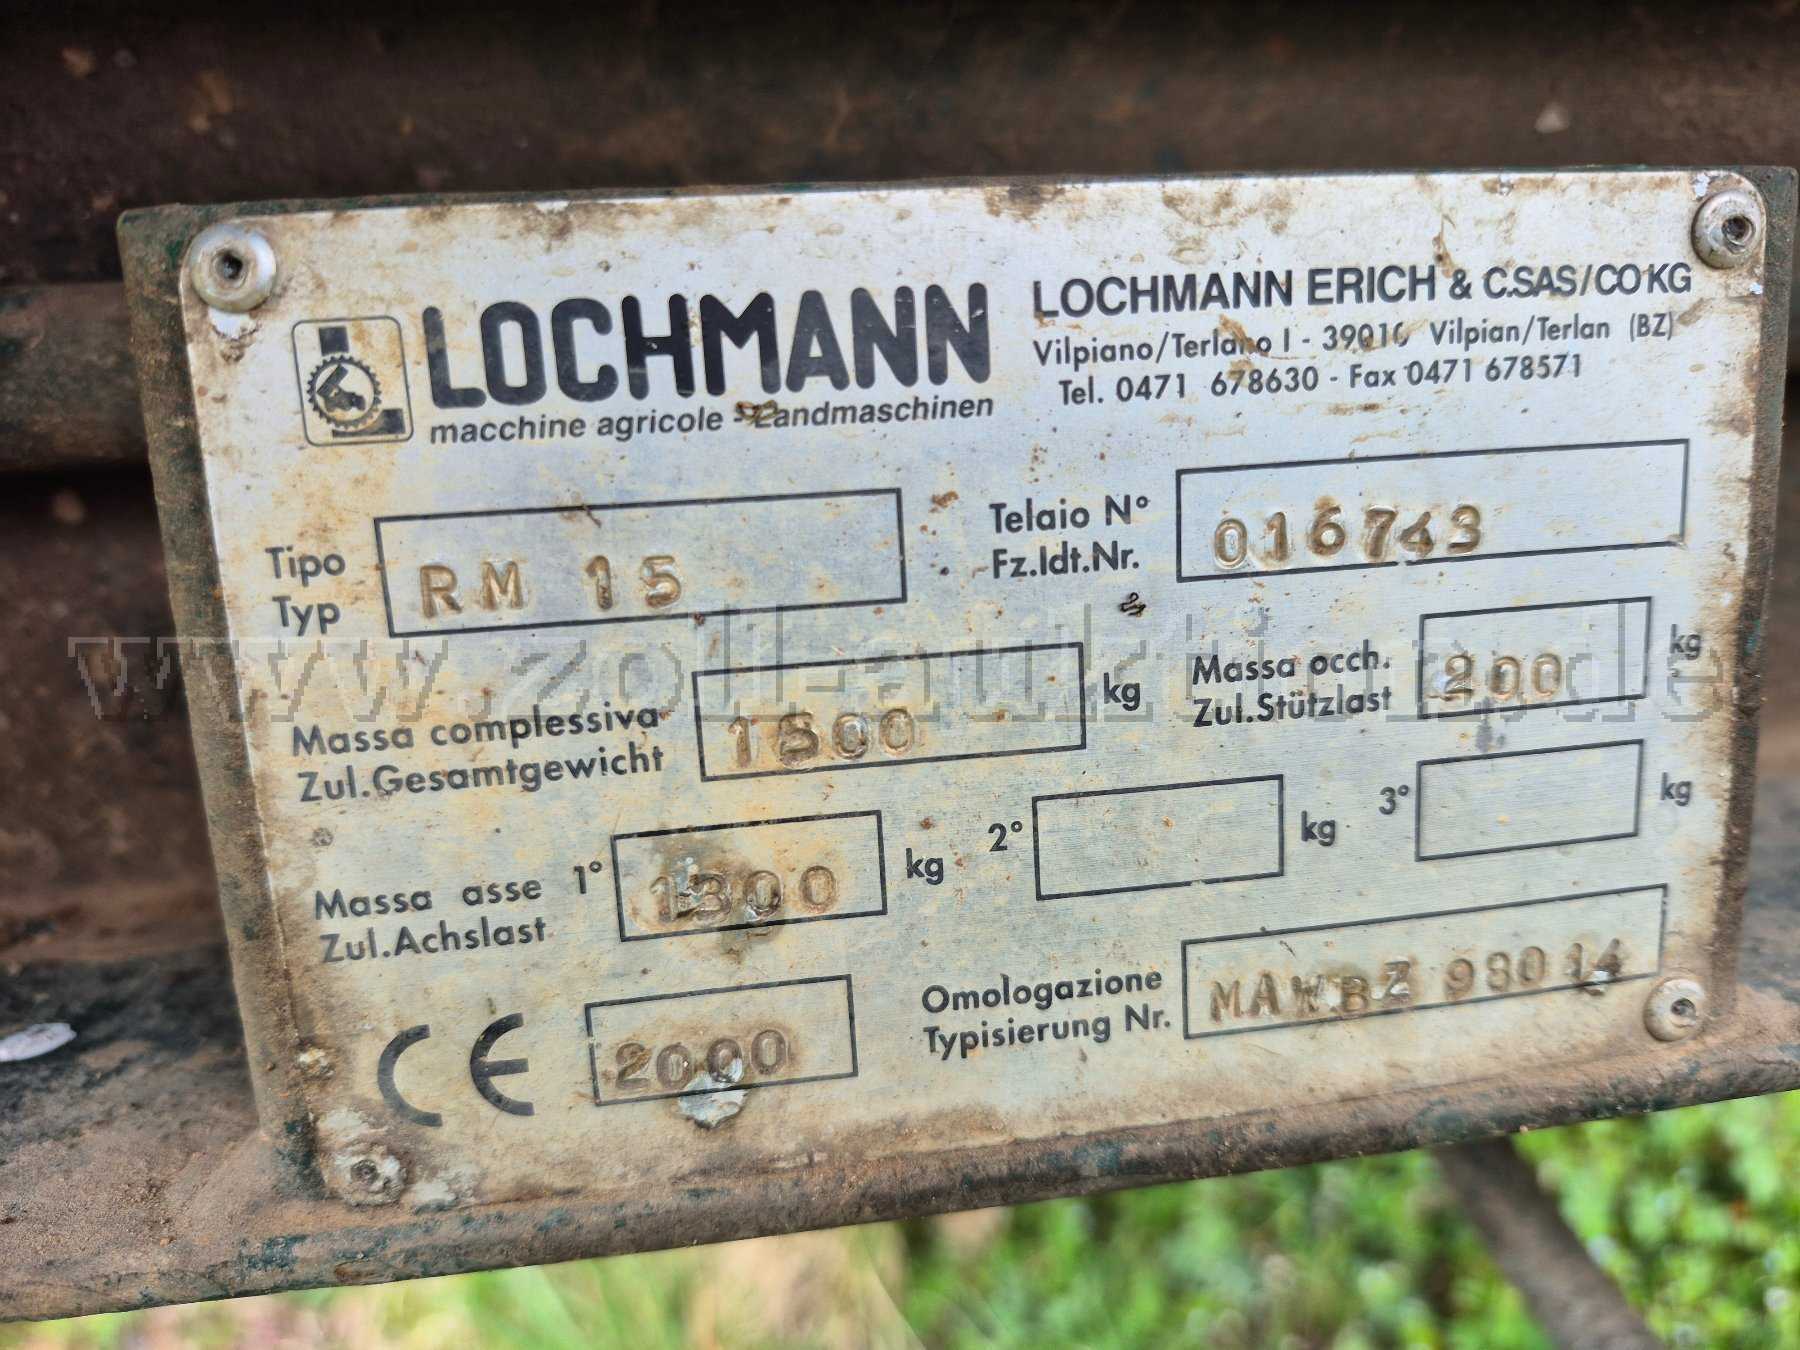 LOCHMANN
macchine agricole - Landmaschinen
LOCHMANN ERICH & C.SAS/CO KG
Vilpiano/Terlano I - 39010 Vilpian/Terlan (BZ)
Tel. 0471 678630 - Fax 0471 678571
Tipo
Typ
RM 15
Telaio N°
Fz.Idt.Nr.
016743
Massa complessiva
Zul.Gesamtgewicht
1500 kg
Massa occh.
Zul.Stützlast
200 kg
Massa asse
Zul.Achslast
1° 1300 kg
2° kg
3° kg
CE 2000
Omologazione
Typisierung Nr.
98014
www.zoll-auktion.de